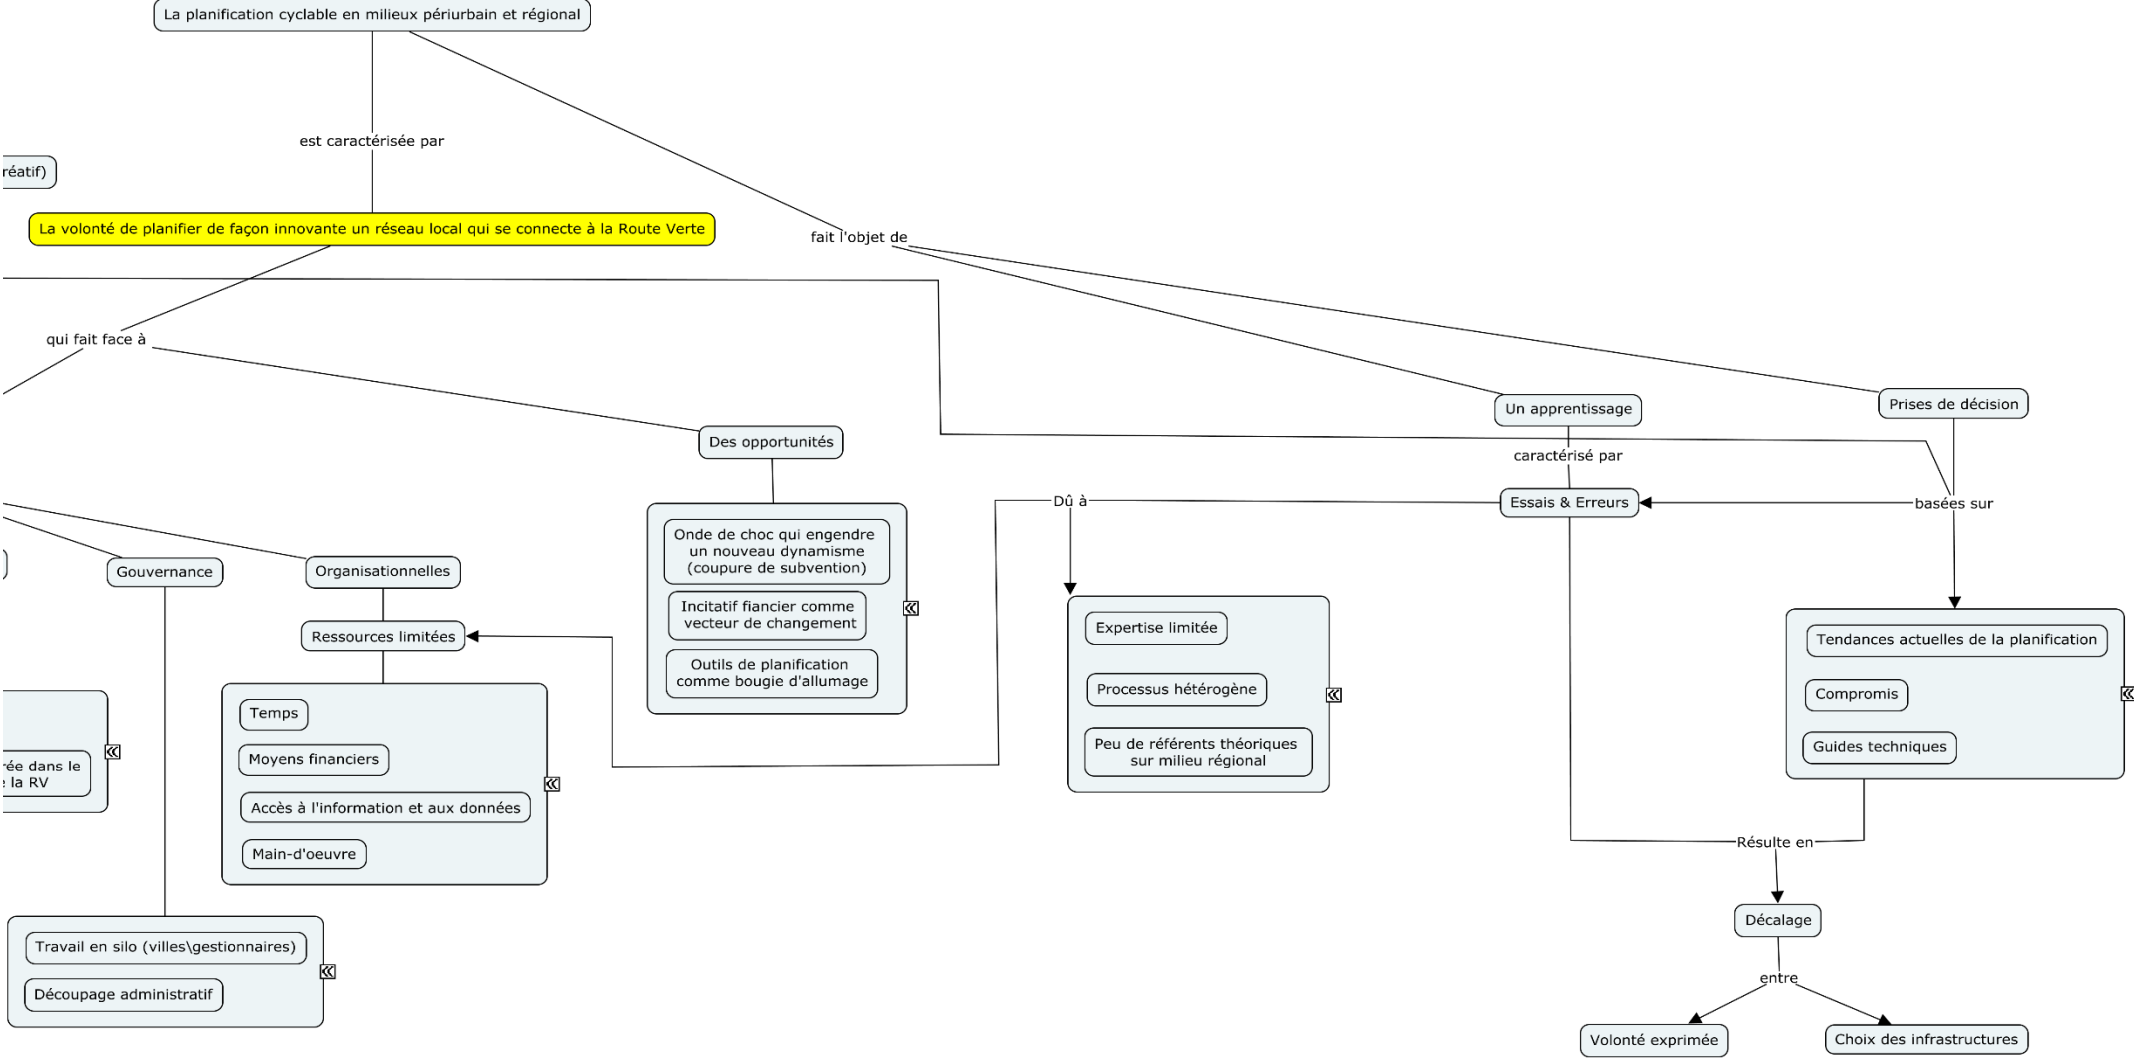 La planification cyclable en milieux périurbain et régional
est caractérisée par
réatif)
La volonté de planifier de façon innovante un réseau local qui se connecte à la Route Verte
fait l'objet de
qui fait face à
Un apprentissage
Prises de décision
Des opportunités
caractérisé par
Dû à
Essais & Erreurs
basées sur
Onde de choc qui engendre
un nouveau dynamisme
(coupure de subvention)
Incitatif fiancier comme
vecteur de changement
Outils de planification
comme bougie d'allumage
Gouvernance
Organisationnelles
Ressources limitées
Expertise limitée
Processus hétérogène
Peu de référents théoriques
sur milieu régional
Tendances actuelles de la planification
Compromis
Guides techniques
Temps
Moyens financiers
Accès à l'information et aux données
Main-d'oeuvre
rée dans le
la RV
Résulte en
Décalage
Travail en silo (villes\gestionnaires)
Découpage administratif
entre
Volonté exprimée
Choix des infrastructures